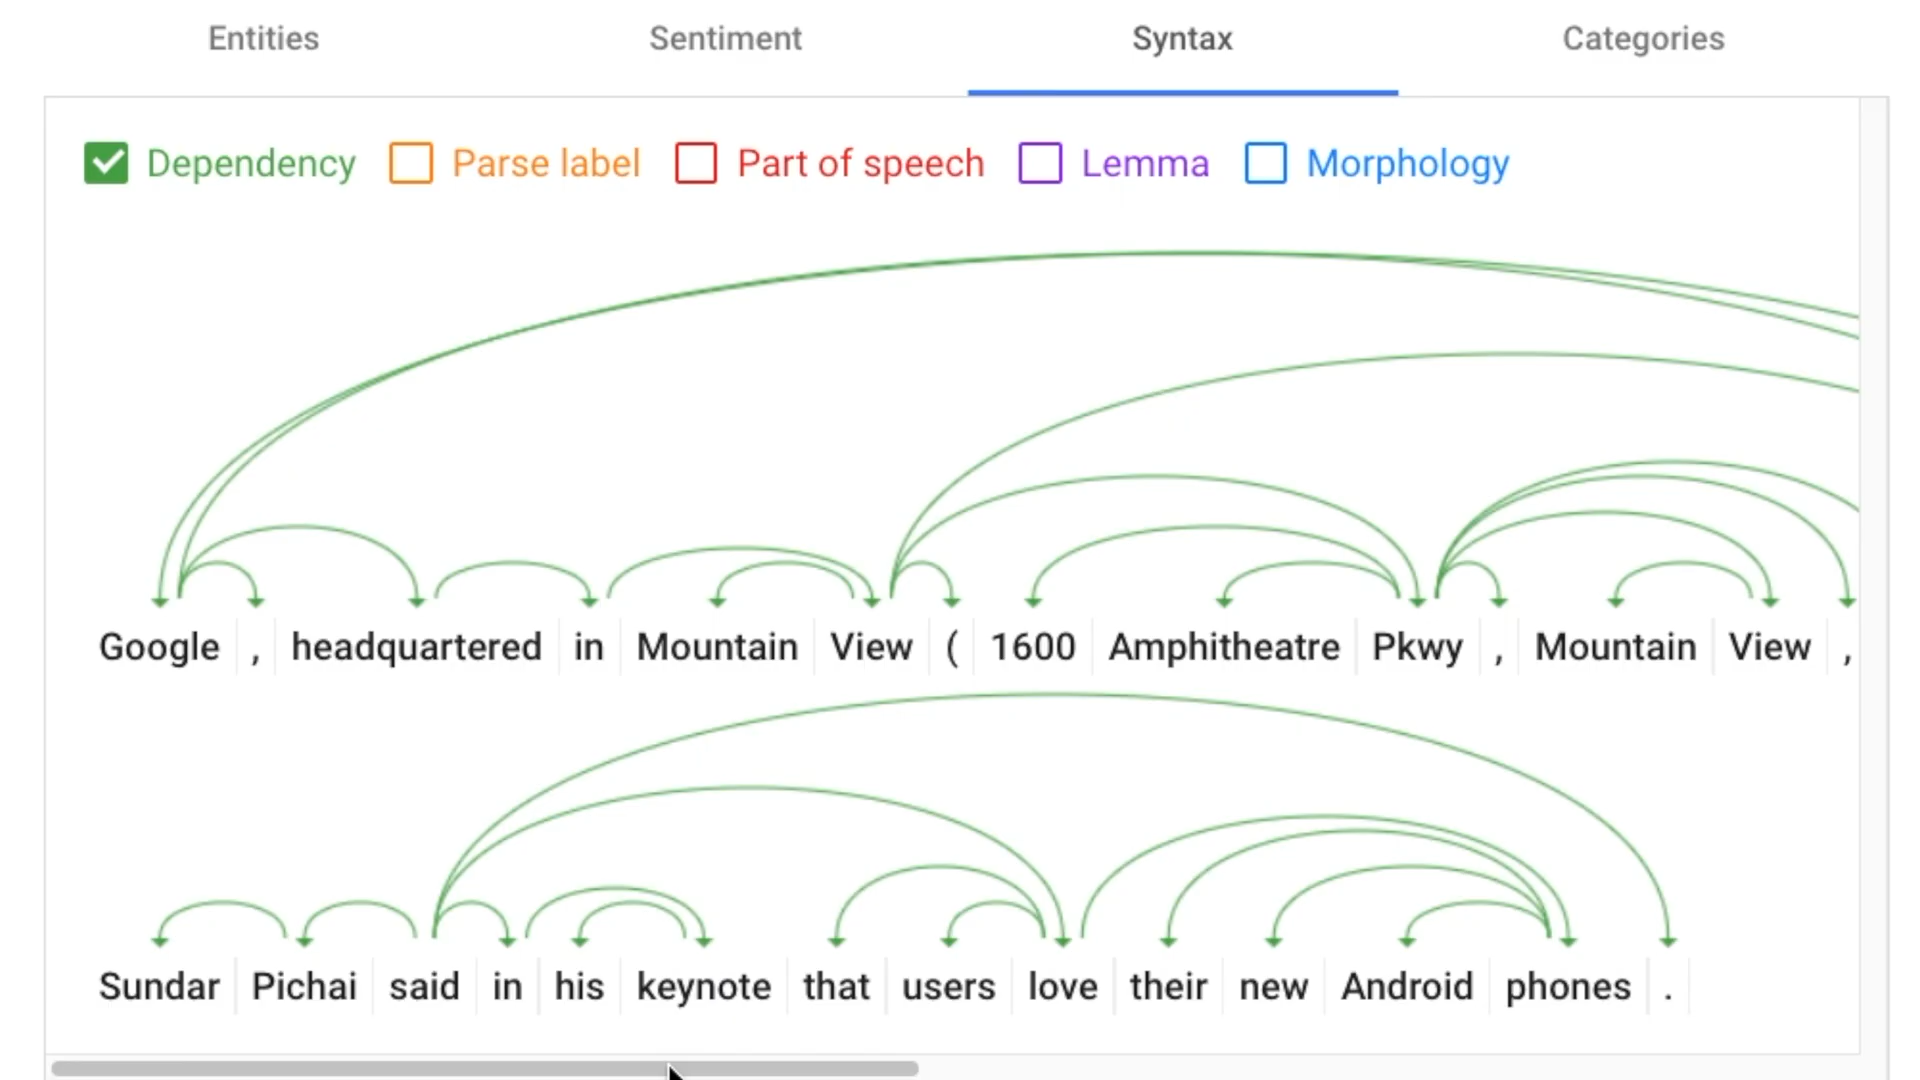 Entities Sentiment Syntax Categories
Dependency Parse label Part of speech Lemma Morphology
Google , headquartered in Mountain View ( 1600 Amphitheatre Pkwy , Mountain View ,
Sundar Pichai said in his keynote that users love their new Android phones .